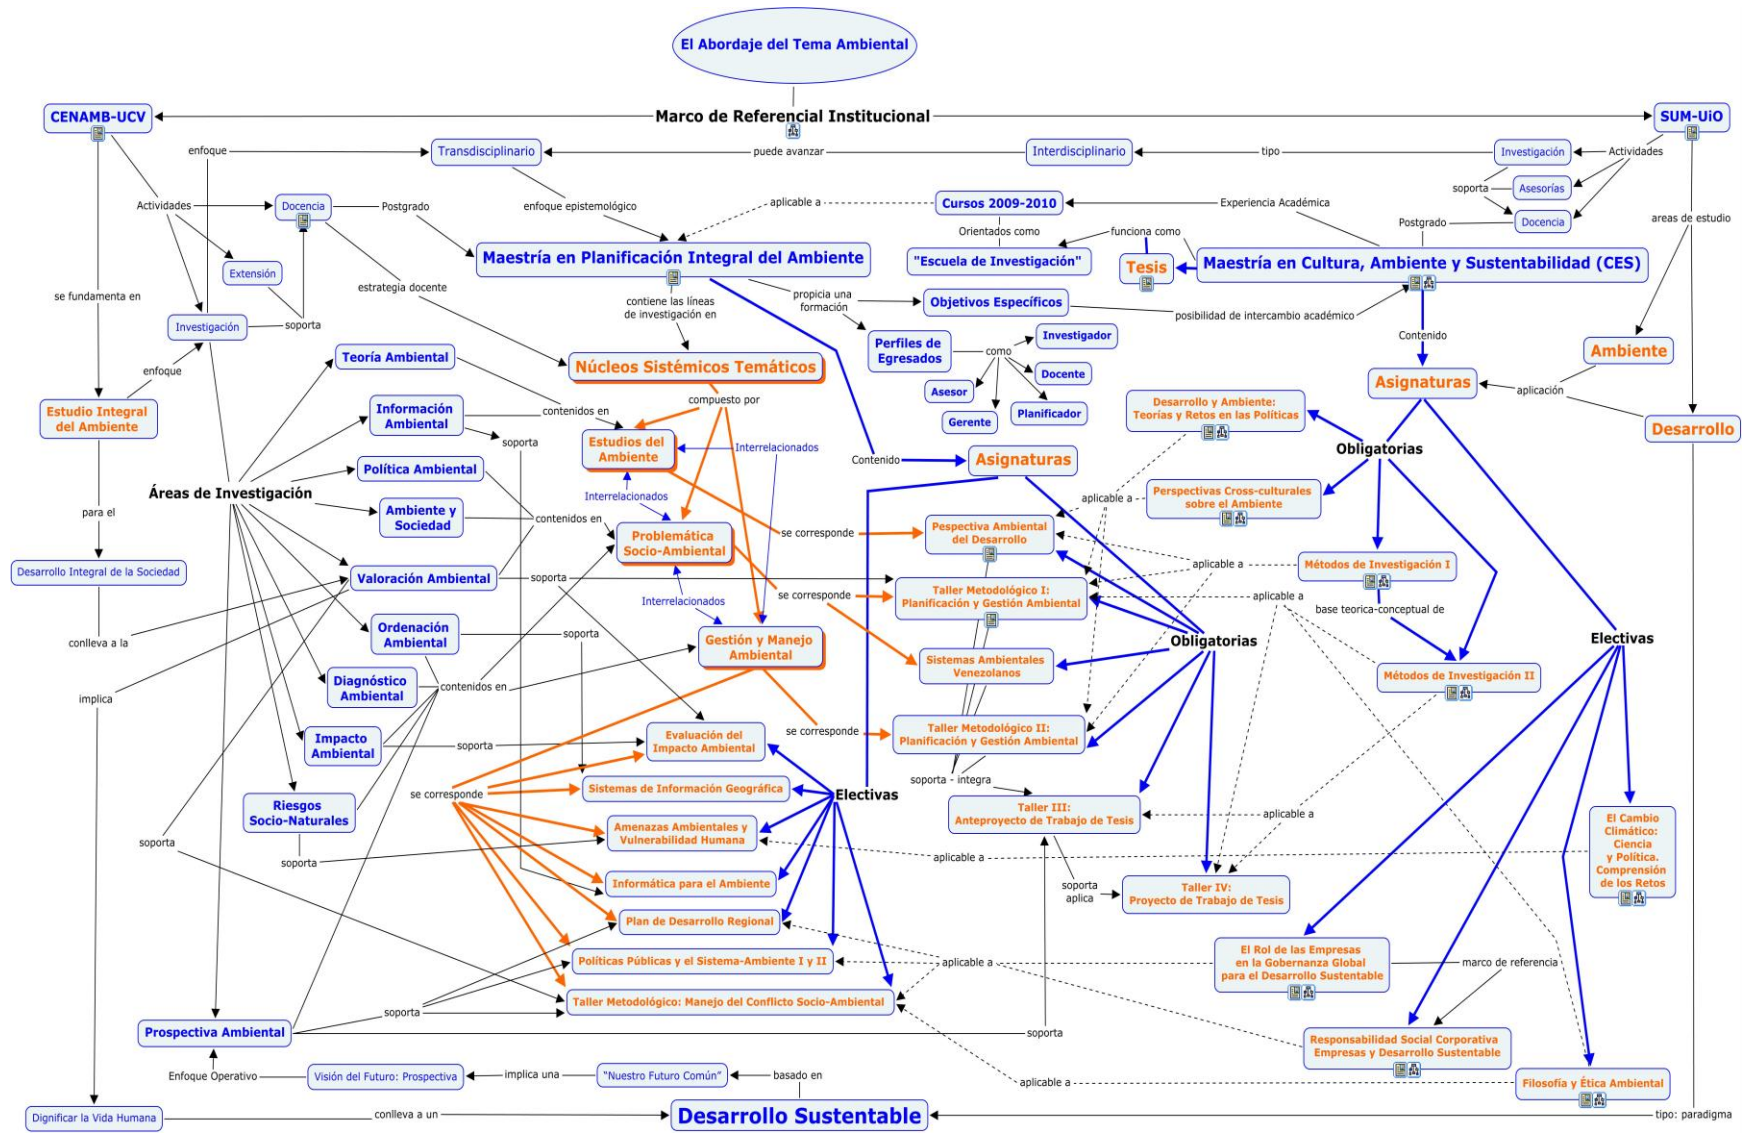 El Abordaje del Tema Ambiental
CENAMB-UCV
Marco de Referencial Institucional
SUM-UiO
enfoque
Transdisciplinario
puede avanzar
Interdisciplinario
tipo
Investigación
Actividades
soporta
Asesorías
Actividades
Docencia
Postgrado
enfoque epistemológico
aplicable a
Cursos 2009-2010
Experiencia Académica
Postgrado
Docencia
areas de estudio
Orientados como
funciona como
Extensión
Maestría en Planificación Integral del Ambiente
"Escuela de Investigación"
Tesis
Maestría en Cultura, Ambiente y Sustentabilidad (CES)
se fundamenta en
estrategia docente
contiene las líneas
de investigación en
propicia una
formación
Objetivos Específicos
posibilidad de intercambio académico
Investigación
soporta
Contenido
Perfiles de
Egresados
como
Investigador
Docente
Asesor
Gerente
Planificador
Ambiente
enfoque
Teoría Ambiental
Núcleos Sistémicos Temáticos
Asignaturas
aplicación
Estudio Integral
del Ambiente
Información
Ambiental
contenidos en
compuesto por
Desarrollo y Ambiente:
Teorías y Retos en las Políticas
Desarrollo
soporta
Estudios del
Ambiente
Interrelacionados
Contenido
Asignaturas
Obligatorias
Política Ambiental
Áreas de Investigación
Interrelacionados
aplicable a
Perspectivas Cross-culturales
sobre el Ambiente
para el
Ambiente y
Sociedad
contenidos en
Problemática
Socio-Ambiental
se corresponde
Pespectiva Ambiental
del Desarrollo
Desarrollo Integral de la Sociedad
Valoración Ambiental
soporta
aplicable a
Métodos de Investigación I
Interrelacionados
se corresponde
Taller Metodológico I:
Planificación y Gestión Ambiental
aplicable a
base teorica-conceptual de
conlleva a la
Ordenación
Ambiental
soporta
Gestión y Manejo
Ambiental
Obligatorias
Electivas
Sistemas Ambientales
Venezolanos
Métodos de Investigación II
Diagnóstico
Ambiental
contenidos en
implica
Impacto
Ambiental
soporta
Evaluación del
Impacto Ambiental
se corresponde
Taller Metodológico II:
Planificación y Gestión Ambiental
soporta - integra
se corresponde
Sistemas de Información Geográfica
Electivas
Riesgos
Socio-Naturales
Taller III:
Anteproyecto de Trabajo de Tesis
aplicable a
El Cambio
Climático:
Ciencia
y Política.
Comprensión
de los Retos
soporta
soporta
Amenazas Ambientales y
Vulnerabilidad Humana
aplicable a
Informática para el Ambiente
soporta
aplica
Taller IV:
Proyecto de Trabajo de Tesis
Plan de Desarrollo Regional
Políticas Públicas y el Sistema-Ambiente I y II
aplicable a
El Rol de las Empresas
en la Gobernanza Global
para el Desarrollo Sustentable
marco de referencia
Taller Metodológico: Manejo del Conflicto Socio-Ambiental
soporta
Prospectiva Ambiental
soporta
Responsabilidad Social Corporativa
Empresas y Desarrollo Sustentable
Enfoque Operativo
Visión del Futuro: Prospectiva
implica una
“Nuestro Futuro Común”
basado en
aplicable a
Filosofía y Ética Ambiental
Dignificar la Vida Humana
conlleva a un
Desarrollo Sustentable
tipo: paradigma